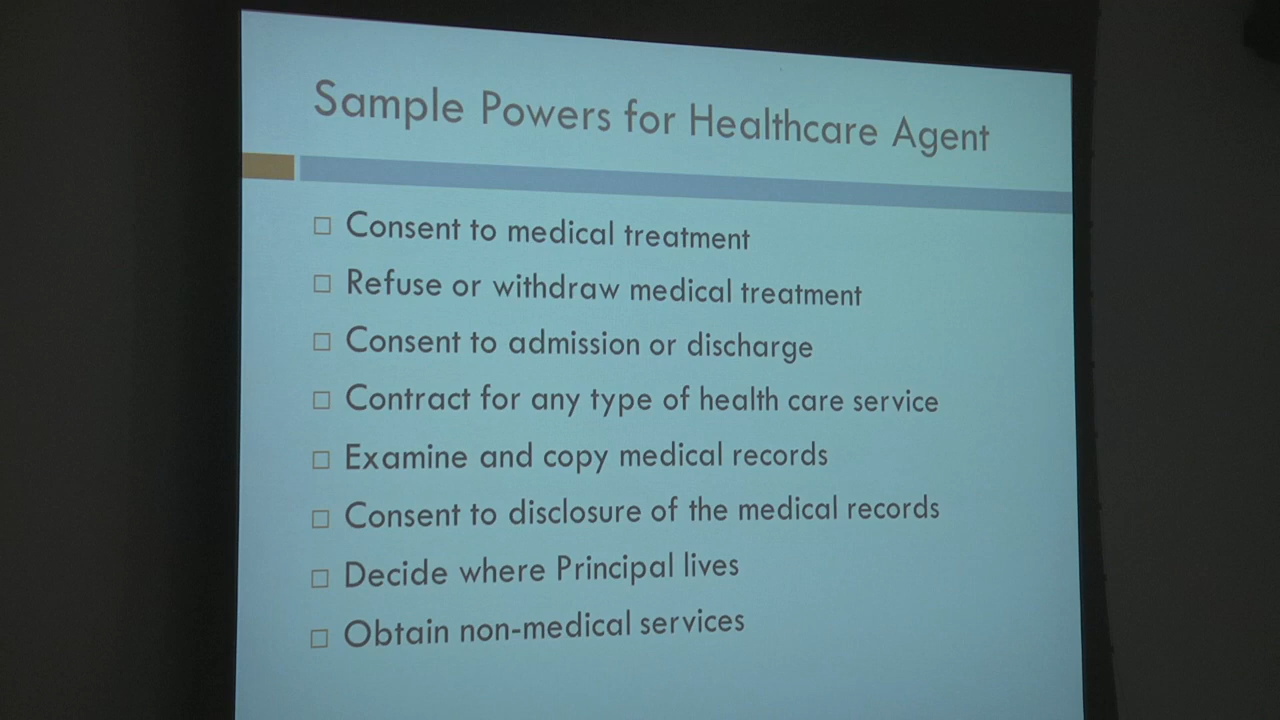 Sample Powers for Healthcare Agent
Consent to medical treatment
Refuse or withdraw medical treatment
Consent to admission or discharge
Contract for any type of health care service
Examine and copy medical records
Consent to disclosure of the medical records
Decide where Principal lives
Obtain non-medical services